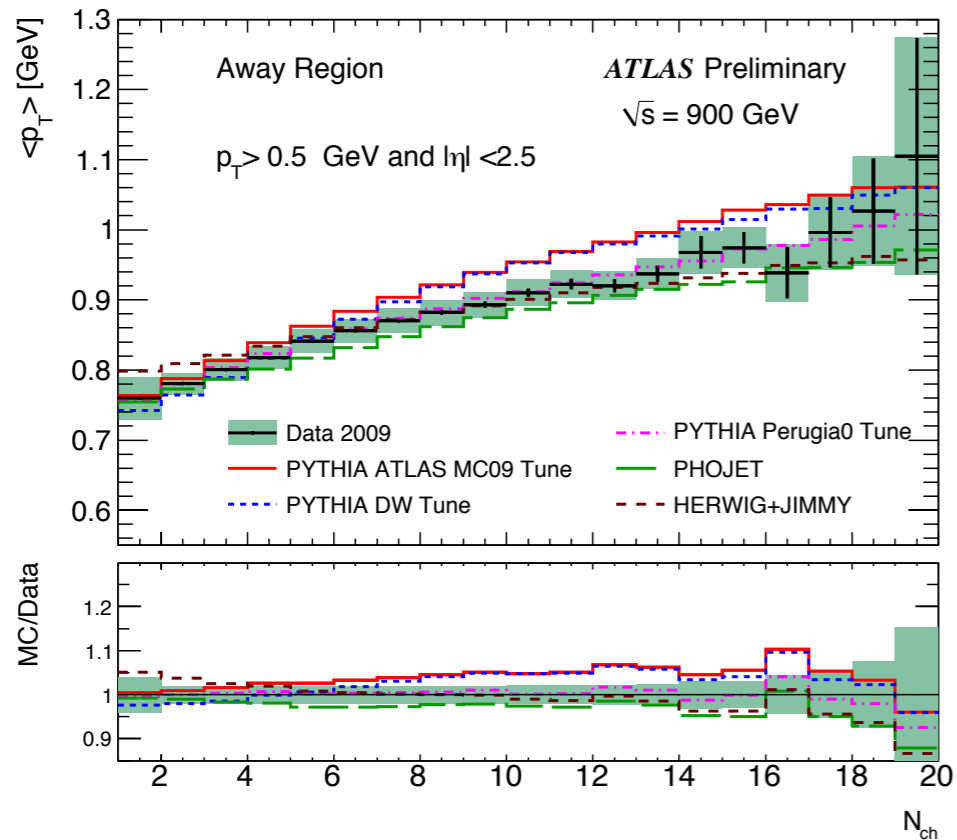 <p_T> [GeV]
1.3
1.2
1.1
1
0.9
0.8
0.7
0.6
Away Region
ATLAS Preliminary
√s = 900 GeV
p_T> 0.5 GeV and |η| <2.5
Data 2009
PYTHIA ATLAS MC09 Tune
PYTHIA DW Tune
PYTHIA Perugia0 Tune
PHOJET
HERWIG+JIMMY
MC/Data
1.2
1.1
1
0.9
2 4 6 8 10 12 14 16 18 20
N_ch